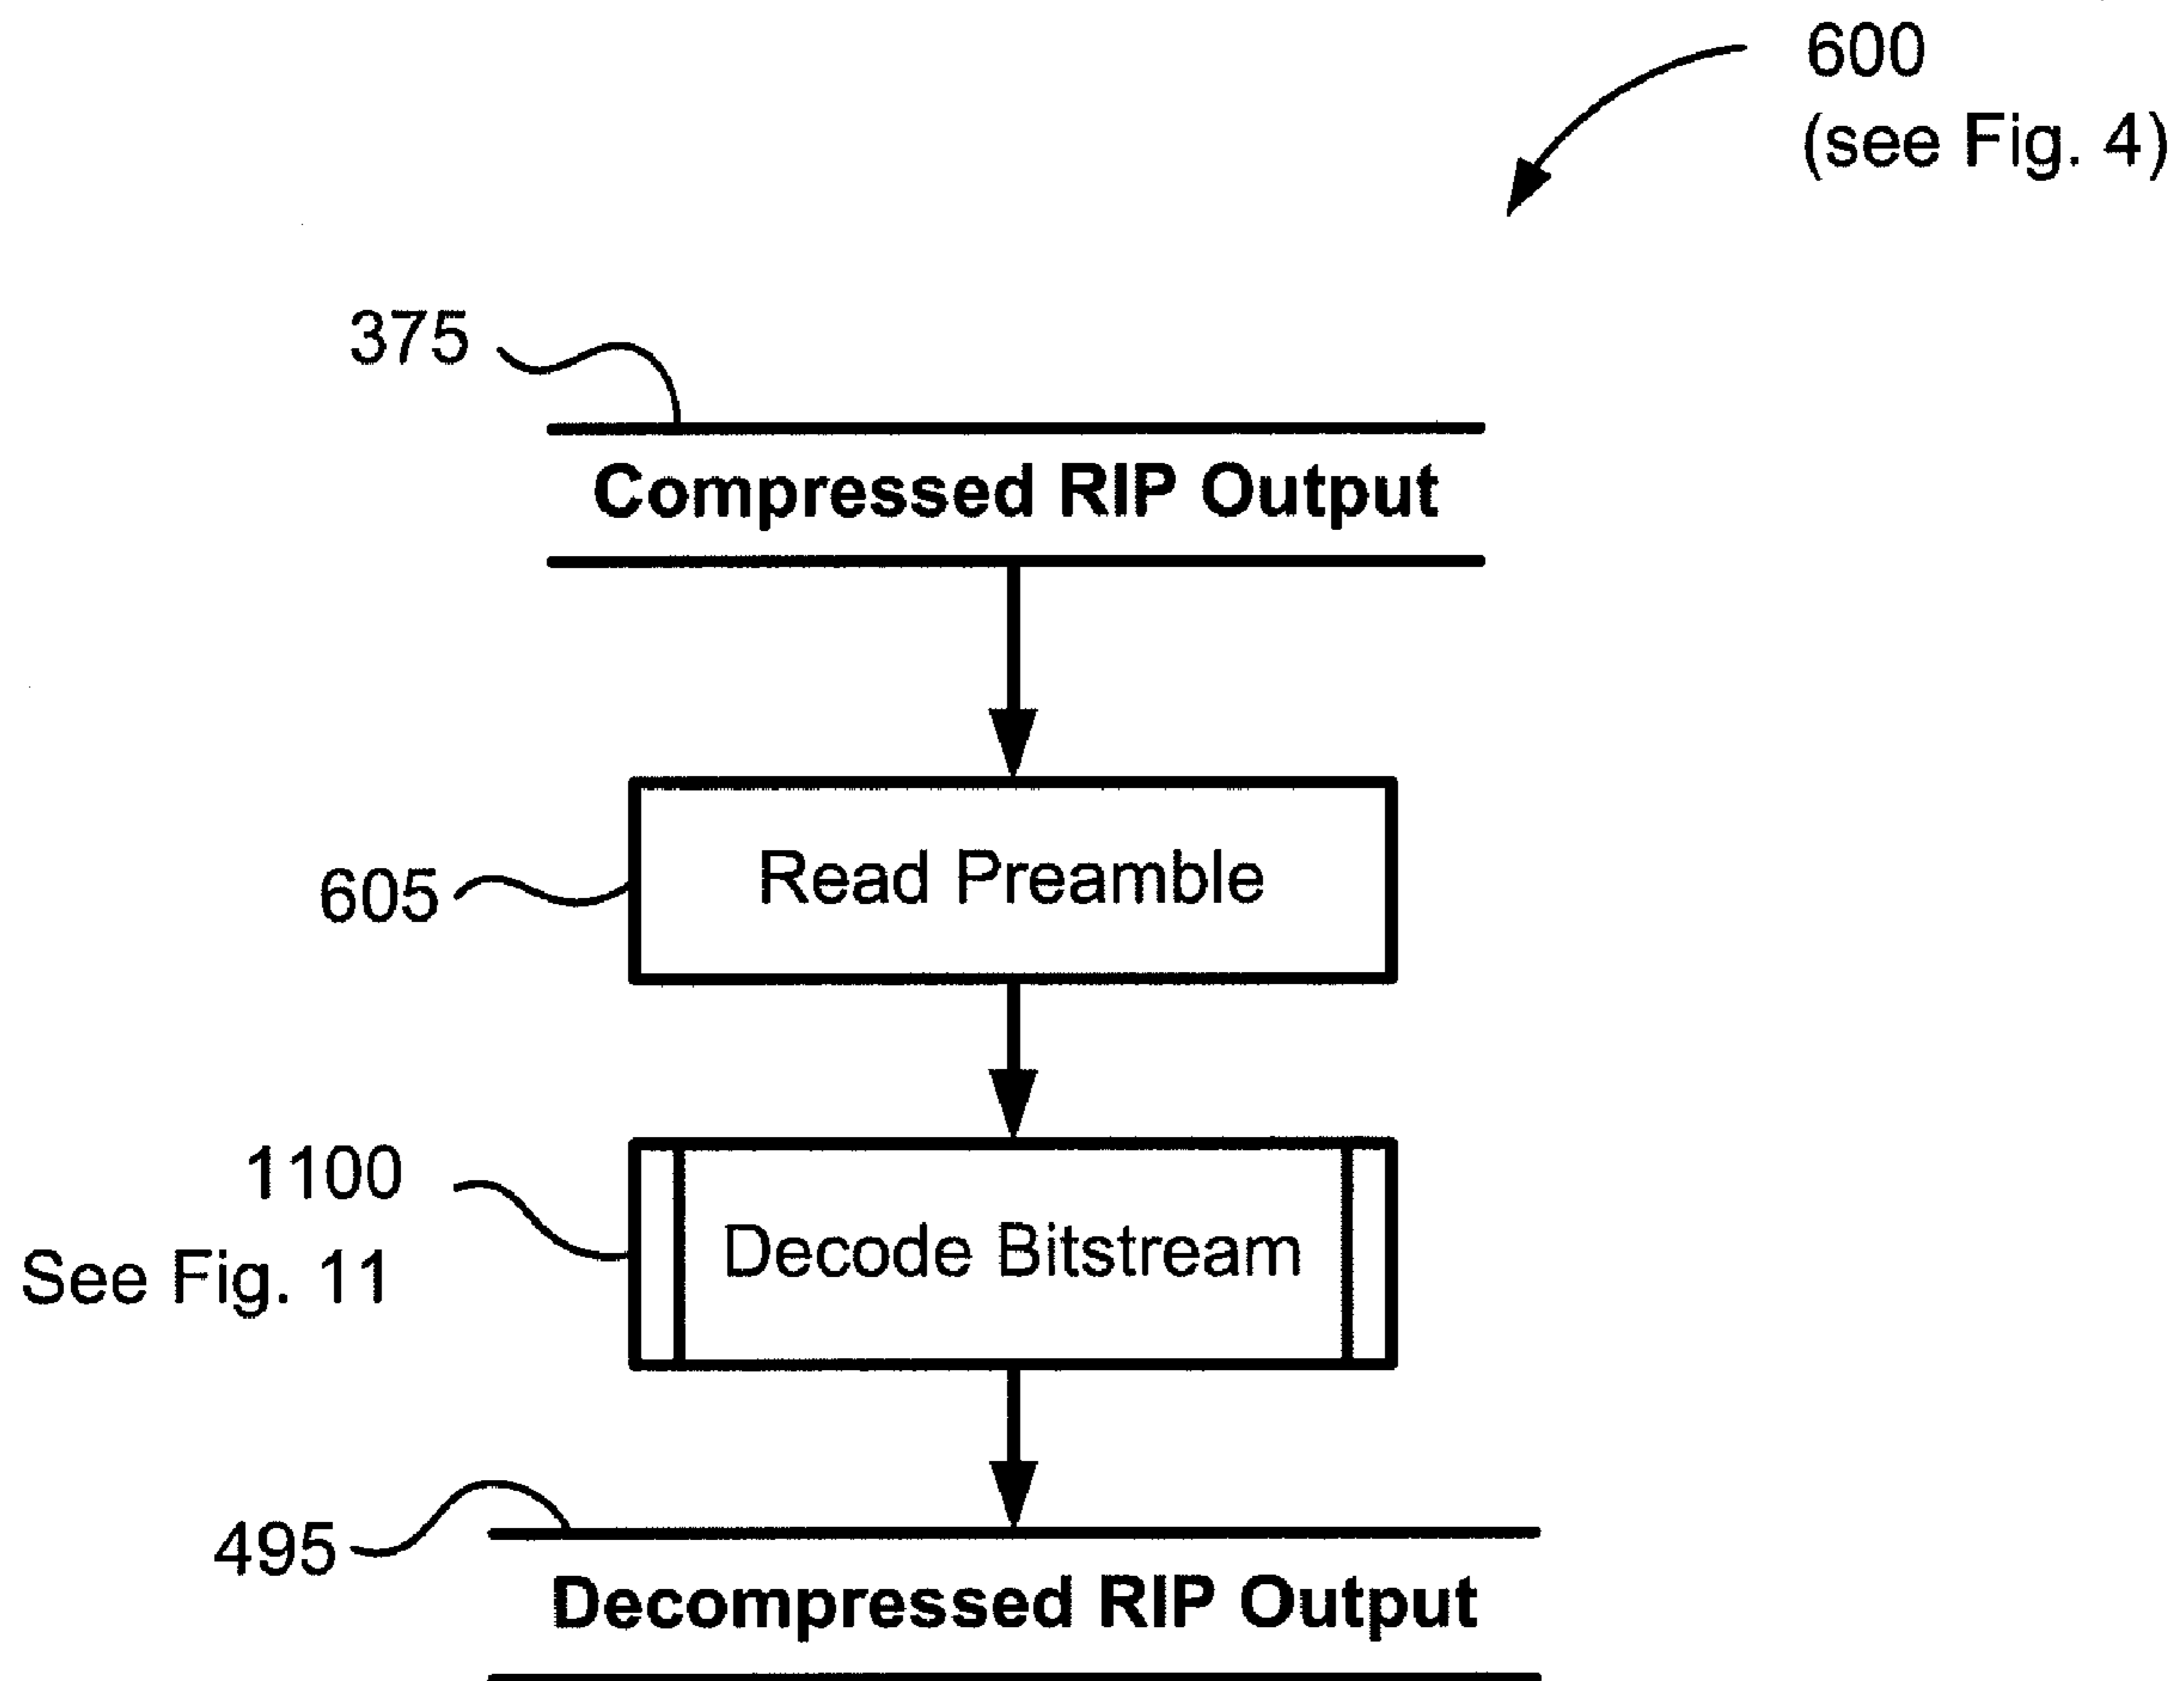 600
(see Fig. 4)
375
Compressed RIP Output
605
Read Preamble
1100
See Fig. 11
Decode Bitstream
495
Decompressed RIP Output